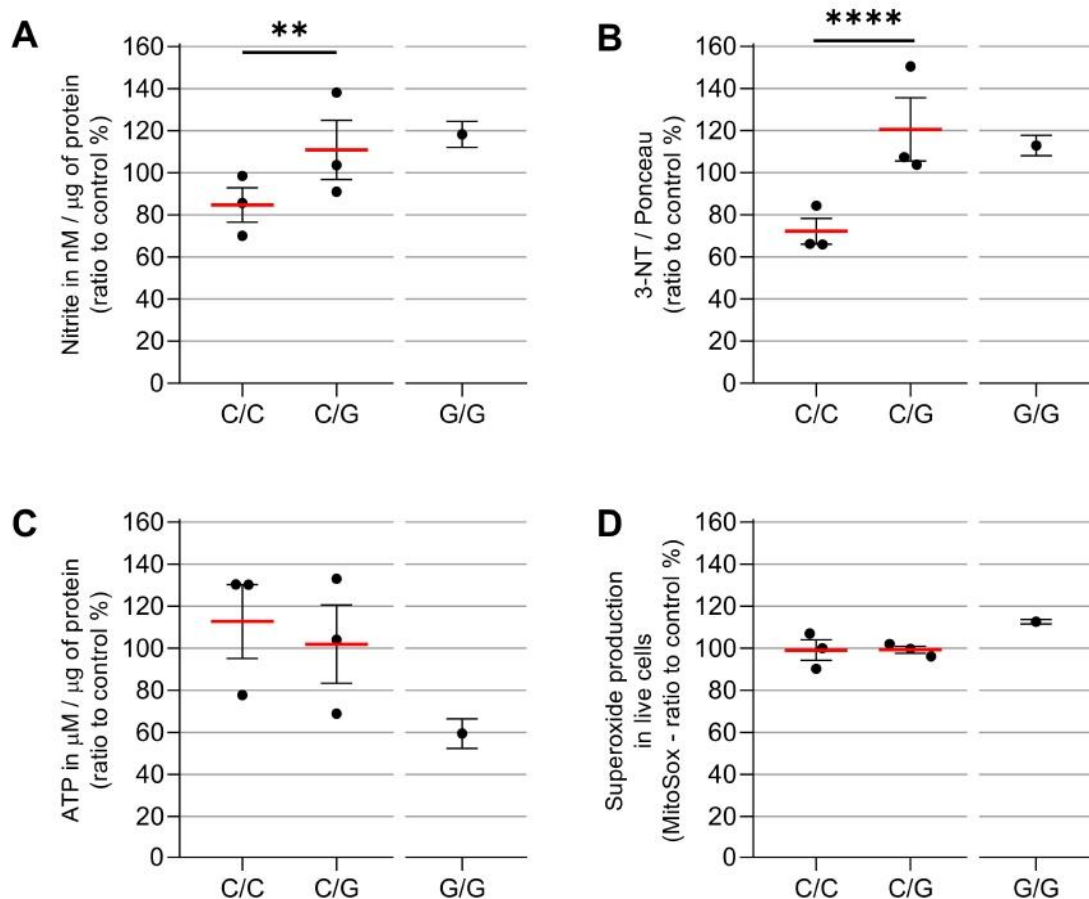 A
**
Nitrite in nM / μg of protein
(ratio to control %)
160
140
120
100
80
60
40
20
0
C/C C/G G/G
B
****
3-NT / Ponceau
(ratio to control %)
160
140
120
100
80
60
40
20
0
C/C C/G G/G
C
ATP in μM / μg of protein
(ratio to control %)
160
140
120
100
80
60
40
20
0
C/C C/G G/G
D
Superoxide production
in live cells
(MitoSox - ratio to control %)
160
140
120
100
80
60
40
20
0
C/C C/G G/G